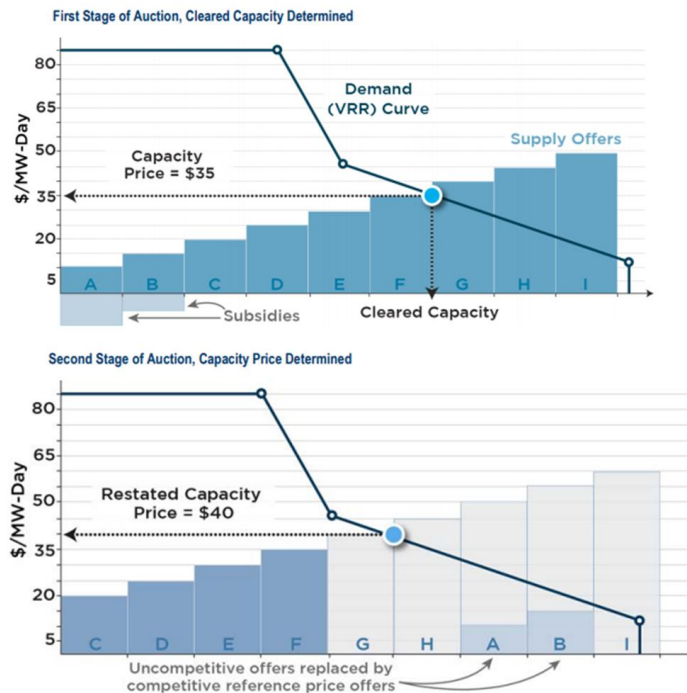 First Stage of Auction, Cleared Capacity Determined
$/MW-Day
80
65
50
35
20
5
Demand
(VRR) Curve
Supply Offers
Capacity
Price = $35
A B C D E F G H I
Subsidies
Cleared Capacity
Second Stage of Auction, Capacity Price Determined
$/MW-Day
80
65
50
35
20
5
Restated Capacity
Price = $40
C D E F G H A B I
Uncompetitive offers replaced by
competitive reference price offers